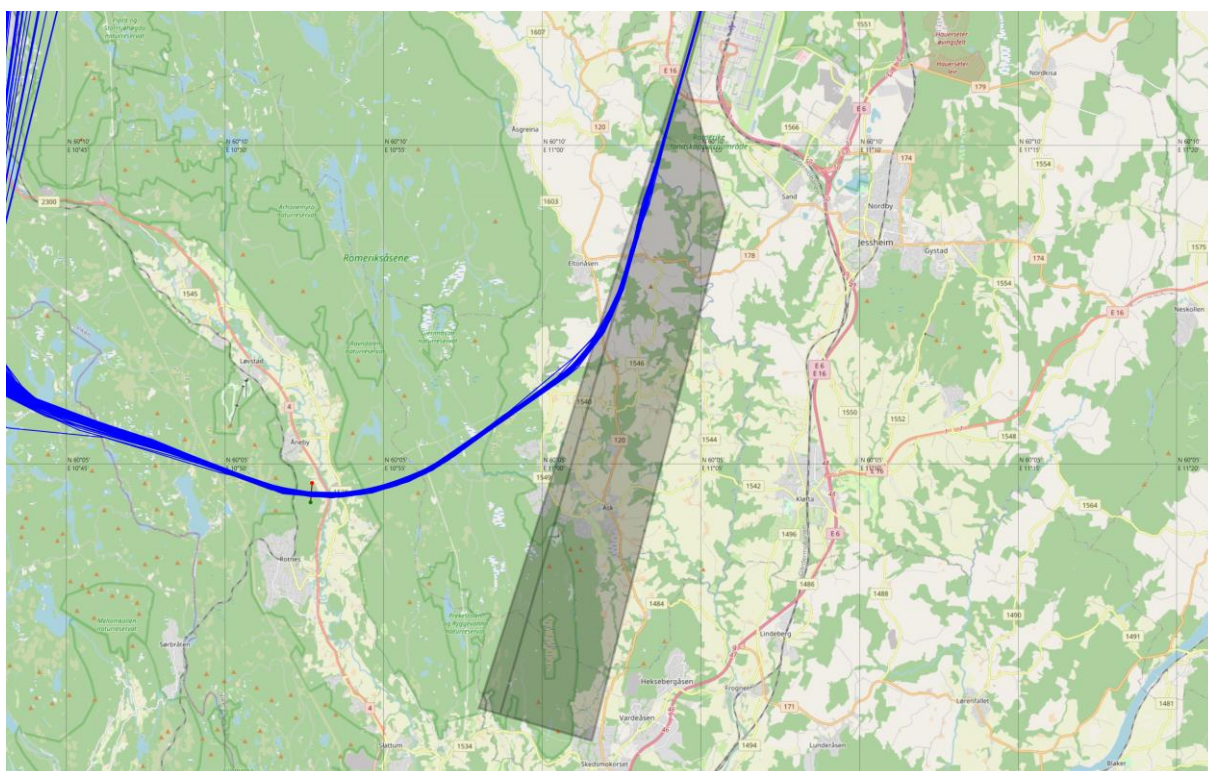 1607
1551
Hauerseter
øvingsfelt
Hauerseter
leir
E 16
Nordkisa
179
E 6
Åsgreina
120
1566
N 60°10'
E 10°45'
N 60°10'
E 10°50'
N 60°10'
E 10°55'
N 60°10'
E 11°00'
N 60°10'
E 11°05'
N 60°10'
E 11°10'
N 60°10'
E 11°15'
N 60°10'
E 11°20'
174
1554
2300
1603
Sand
Nordby
Jessheim
Gystad
1575
Romeriksåsene
Eltonåsen
178
174
1545
1554
E 16
Neskollen
Løvstad
1546
E 6
E 16
4
1540
1550
1552
Åneby
120
1544
1548
N 60°05'
E 10°45'
N 60°05'
E 10°50'
N 60°05'
E 10°55'
N 60°05'
E 11°00'
N 60°05'
E 11°05'
N 60°05'
E 11°10'
N 60°05'
E 11°15'
N 60°05'
E 11°20'
E 16
1549
1542
Kløfta
Ask
1564
1496
E 6
Rotnes
1486
1488
1484
1490
Lindeberg
1491
Sørbråten
Heksebergåsen
Frogner
Lørenfallet
1481
4
171
Vardeåsen
Slattum
1534
1494
Lunderåsen
Skedsmokorset
Blaker